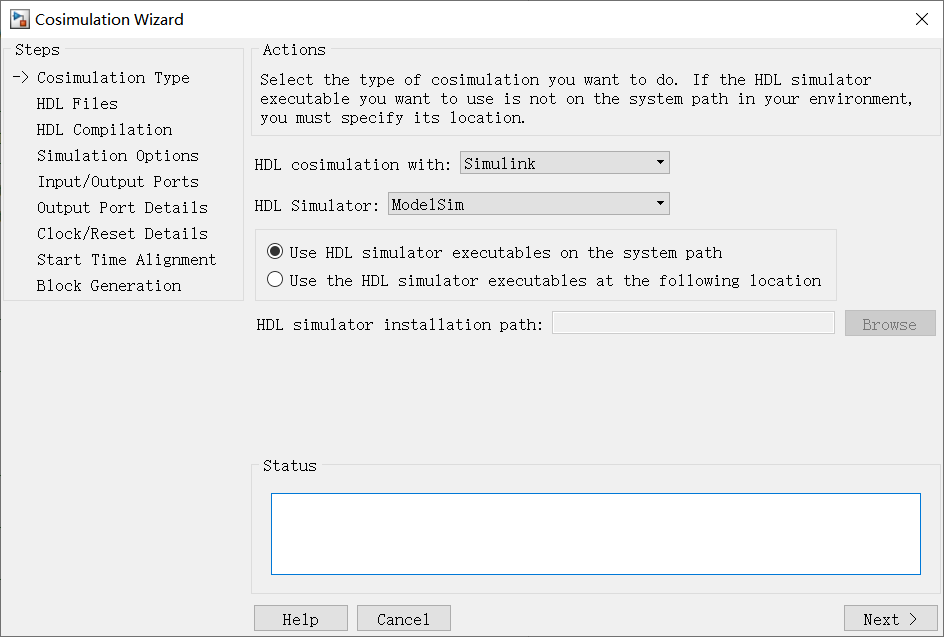 Cosimulation Wizard
Steps
-> Cosimulation Type
HDL Files
HDL Compilation
Simulation Options
Input/Output Ports
Output Port Details
Clock/Reset Details
Start Time Alignment
Block Generation
Actions
Select the type of cosimulation you want to do. If the HDL simulator
executable you want to use is not on the system path in your environment,
you must specify its location.
HDL cosimulation with: Simulink
HDL Simulator: ModelSim
Use HDL simulator executables on the system path
Use the HDL simulator executables at the following location
HDL simulator installation path: Browse
Status
Help Cancel Next >